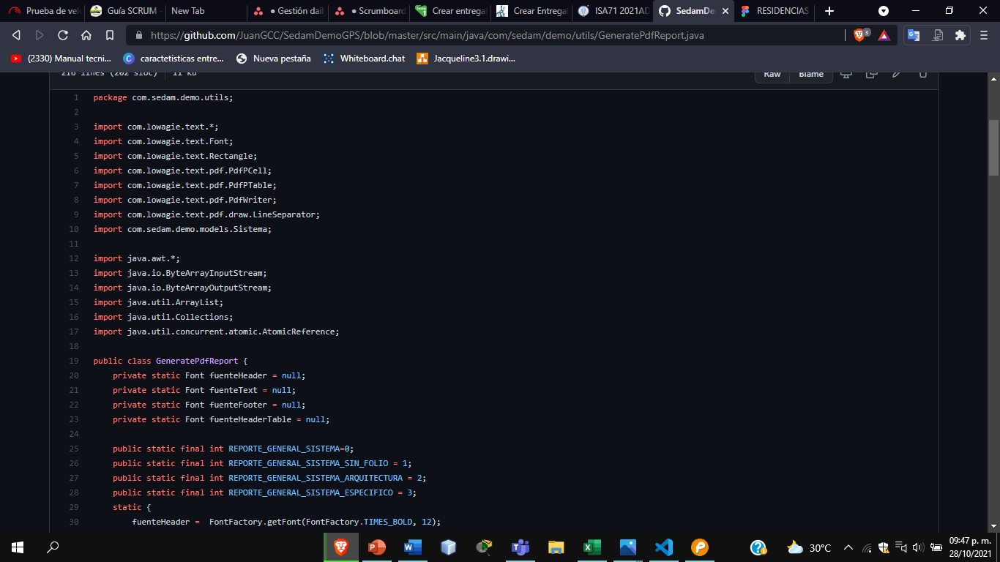 Prueba de vel
Guía SCRUM -
New Tab
● Gestión dail
● Scrumboard
Crear entrega
Crear Entrega
ISA71 2021AD
SedamDe
RESIDENCIAS
https://github.com/JuanGCC/SedamDemoGPS/blob/master/src/main/java/com/sedam/demo/utils/GeneratePdfReport.java
3
(2330) Manual tecni...
caractetisticas entre...
Nueva pestaña
Whiteboard.chat
Jacqueline3.1.drawi...
216 lines (202 sloc) 11 KB
Raw
Blame
1 package com.sedam.demo.utils;
2
3 import com.lowagie.text.*;
4 import com.lowagie.text.Font;
5 import com.lowagie.text.Rectangle;
6 import com.lowagie.text.pdf.PdfPCell;
7 import com.lowagie.text.pdf.PdfPTable;
8 import com.lowagie.text.pdf.PdfWriter;
9 import com.lowagie.text.pdf.draw.LineSeparator;
10 import com.sedam.demo.models.Sistema;
11
12 import java.awt.*;
13 import java.io.ByteArrayInputStream;
14 import java.io.ByteArrayOutputStream;
15 import java.util.ArrayList;
16 import java.util.Collections;
17 import java.util.concurrent.atomic.AtomicReference;
18
19 public class GeneratePdfReport {
20 private static Font fuenteHeader = null;
21 private static Font fuenteText = null;
22 private static Font fuenteFooter = null;
23 private static Font fuenteHeaderTable = null;
24
25 public static final int REPORTE_GENERAL_SISTEMA=0;
26 public static final int REPORTE_GENERAL_SISTEMA_SIN_FOLIO = 1;
27 public static final int REPORTE_GENERAL_SISTEMA_ARQUITECTURA = 2;
28 public static final int REPORTE_GENERAL_SISTEMA_ESPECIFICO = 3;
29 static {
30 fuenteHeader = FontFactory.getFont(FontFactory.TIMES_BOLD, 12);
30°C
09:47 p. m.
28/10/2021